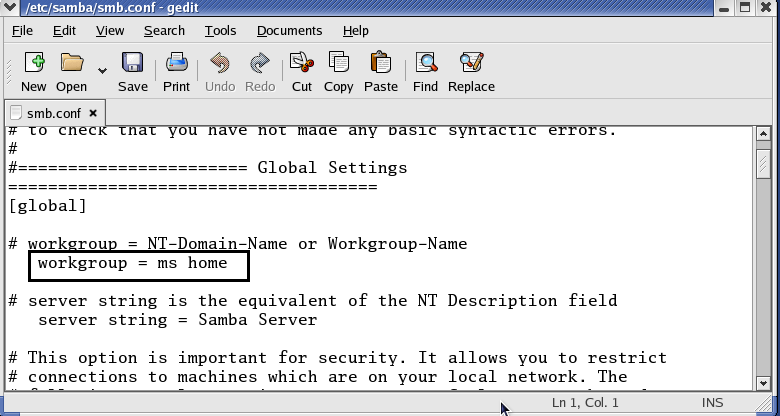 /etc/samba/smb.conf - gedit
File Edit View Search Tools Documents Help
New Open Save Print Undo Redo Cut Copy Paste Find Replace
smb.conf
# to check that you have not made any basic syntactic errors.
#
#======================= Global Settings
=====================================
[global]
# workgroup = NT-Domain-Name or Workgroup-Name
workgroup = ms home
# server string is the equivalent of the NT Description field
server string = Samba Server
# This option is important for security. It allows you to restrict
# connections to machines which are on your local network. The
Ln 1, Col. 1 INS